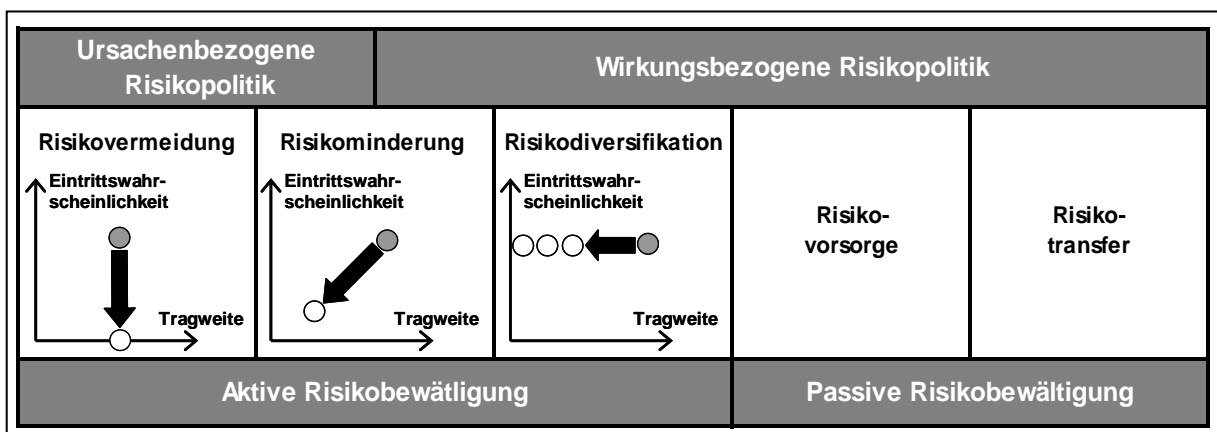 Ursachenbezogene
Risikopolitik
Wirkungsbezogene Risikopolitik
Risikovermeidung
Eintrittswahr-
scheinlichkeit
Tragweite
Risikominderung
Eintrittswahr-
scheinlichkeit
Tragweite
Risikodiversifikation
Eintrittswahr-
scheinlichkeit
Tragweite
Risiko-
vorsorge
Risiko-
transfer
Aktive Risikobewätligung
Passive Risikobewältigung